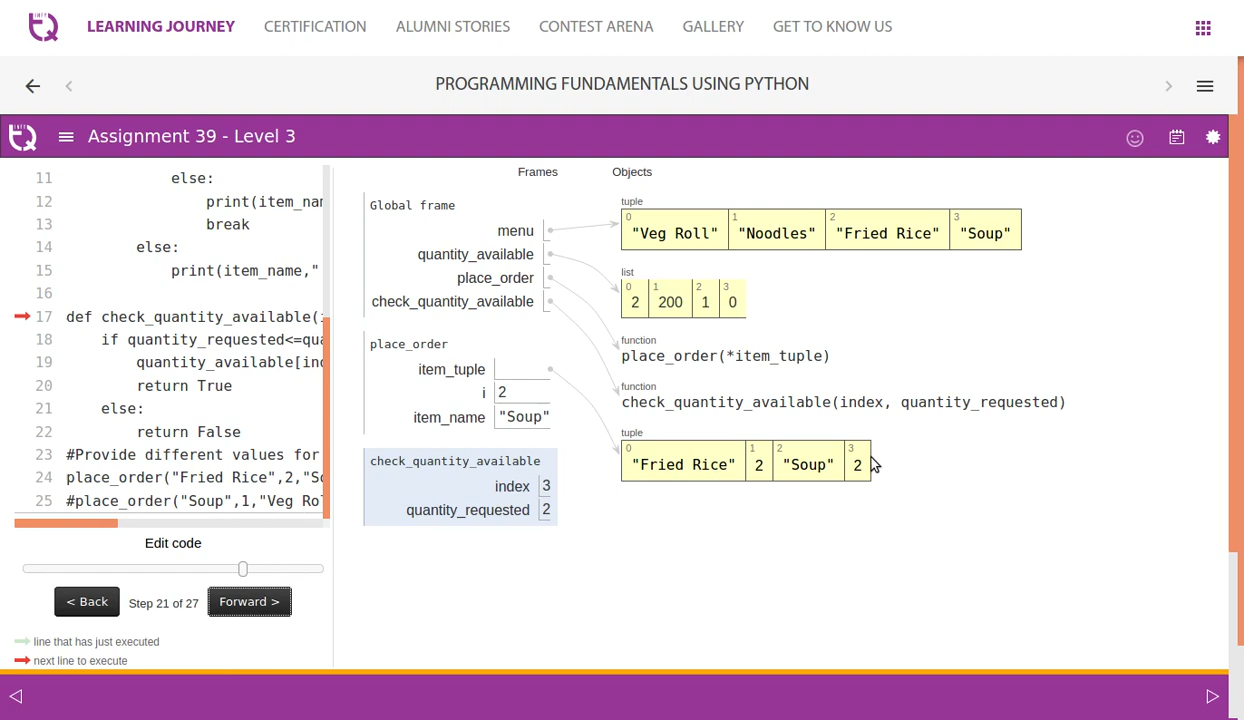 LEARNING JOURNEY CERTIFICATION ALUMNI STORIES CONTEST ARENA GALLERY GET TO KNOW US
PROGRAMMING FUNDAMENTALS USING PYTHON
Assignment 39 - Level 3
11 else:
12 print(item_nam
13 break
14 else:
15 print(item_name,"
16
17 def check_quantity_available(i
18 if quantity_requested<=qua
19 quantity_available[ind
20 return True
21 else:
22 return False
23 #Provide different values for
24 place_order("Fried Rice",2,"So
25 #place_order("Soup",1,"Veg Rol
Edit code
< Back Step 21 of 27 Forward >
line that has just executed
next line to execute
Frames Objects
Global frame
menu
quantity_available
place_order
check_quantity_available
place_order
item_tuple
i 2
item_name "Soup"
check_quantity_available
index 3
quantity_requested 2
tuple
0 1 2 3
"Veg Roll" "Noodles" "Fried Rice" "Soup"
list
0 1 2 3
2 200 1 0
function
place_order(*item_tuple)
function
check_quantity_available(index, quantity_requested)
tuple
0 1 2 3
"Fried Rice" 2 "Soup" 2